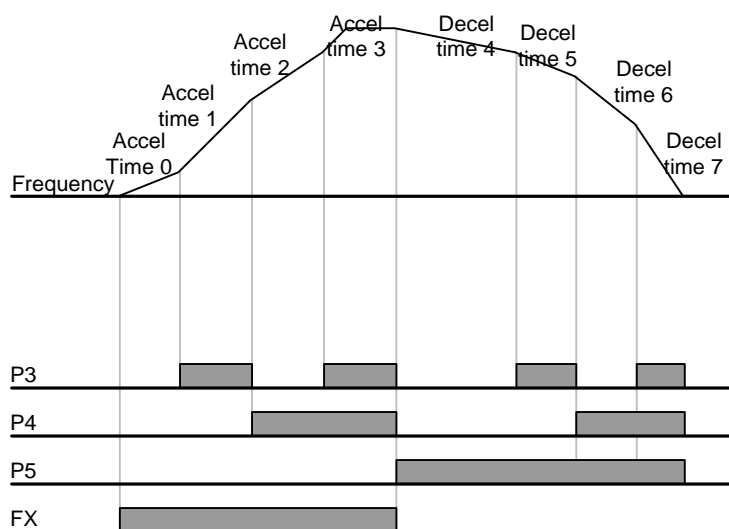 Accel
time 3
Decel
time 4
Decel
time 5
Accel
time 2
Decel
time 6
Accel
time 1
Accel
Time 0
Decel
time 7
Frequency
P3
P4
P5
FX